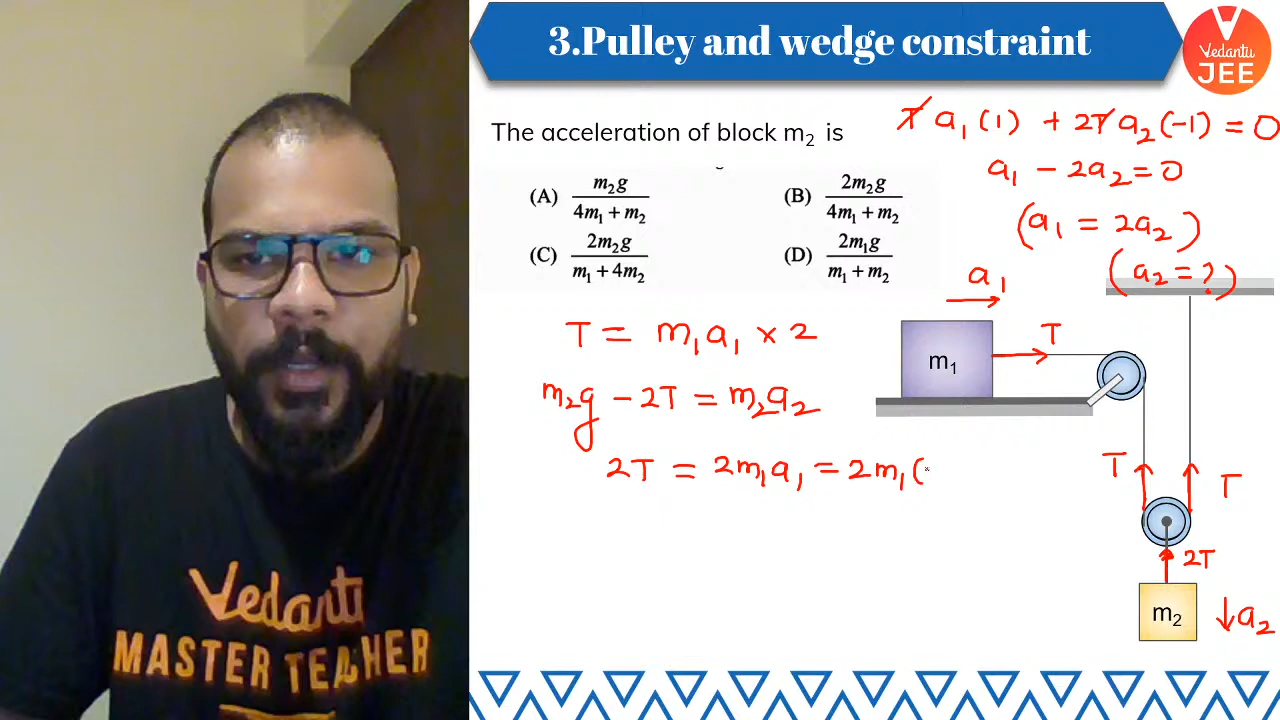 3.Pulley and wedge constraint
Vedantu
JEE
The acceleration of block m₂ is
(A) m₂g / 4m₁ + m₂
(B) 2m₂g / 4m₁ + m₂
(C) 2m₂g / m₁ + 4m₂
(D) 2m₁g / m₁ + m₂
T a₁ (1) + 2T a₂ (-1) = 0
a₁ - 2a₂ = 0
(a₁ = 2a₂)
(a₂ = ?)
a₁
T = m₁a₁ × 2
m₂g - 2T = m₂a₂
2T = 2m₁a₁ = 2m₁(
m₁
T
T
T
2T
m₂
↓a₂
Vedantu
MASTER TEACHER